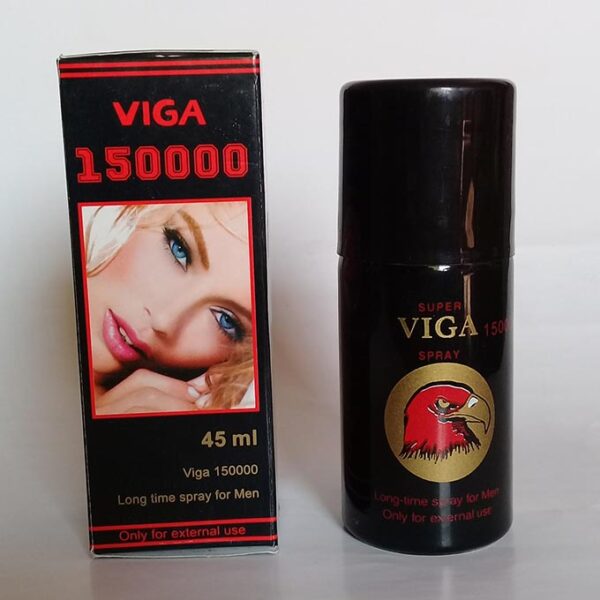 VIGA
150000
45 ml
Viga 150000
Long time spray for Men
Only for external use
SUPER
VIGA 1500
SPRAY
Long-time spray for Men
Only for external use